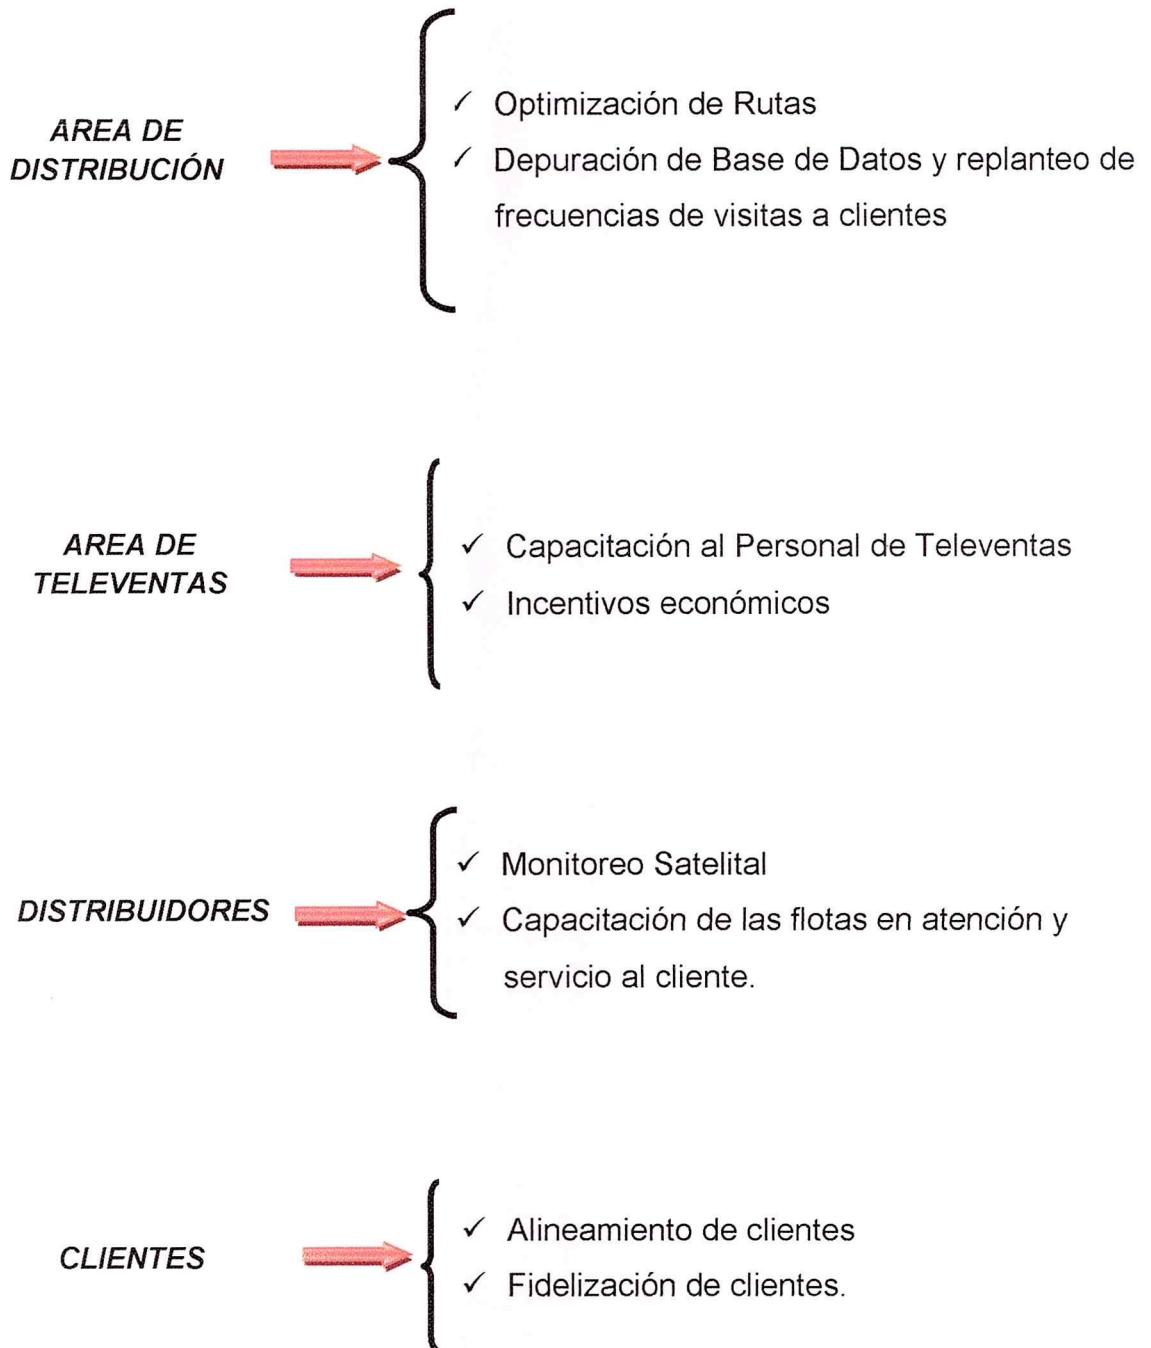 AREA DE
DISTRIBUCIÓN
✓ Optimización de Rutas
✓ Depuración de Base de Datos y replanteo de
frecuencias de visitas a clientes
AREA DE
TELEVENTAS
✓ Capacitación al Personal de Televentas
✓ Incentivos económicos
DISTRIBUIDORES
✓ Monitoreo Satelital
✓ Capacitación de las flotas en atención y
servicio al cliente.
CLIENTES
✓ Alineamiento de clientes
✓ Fidelización de clientes.